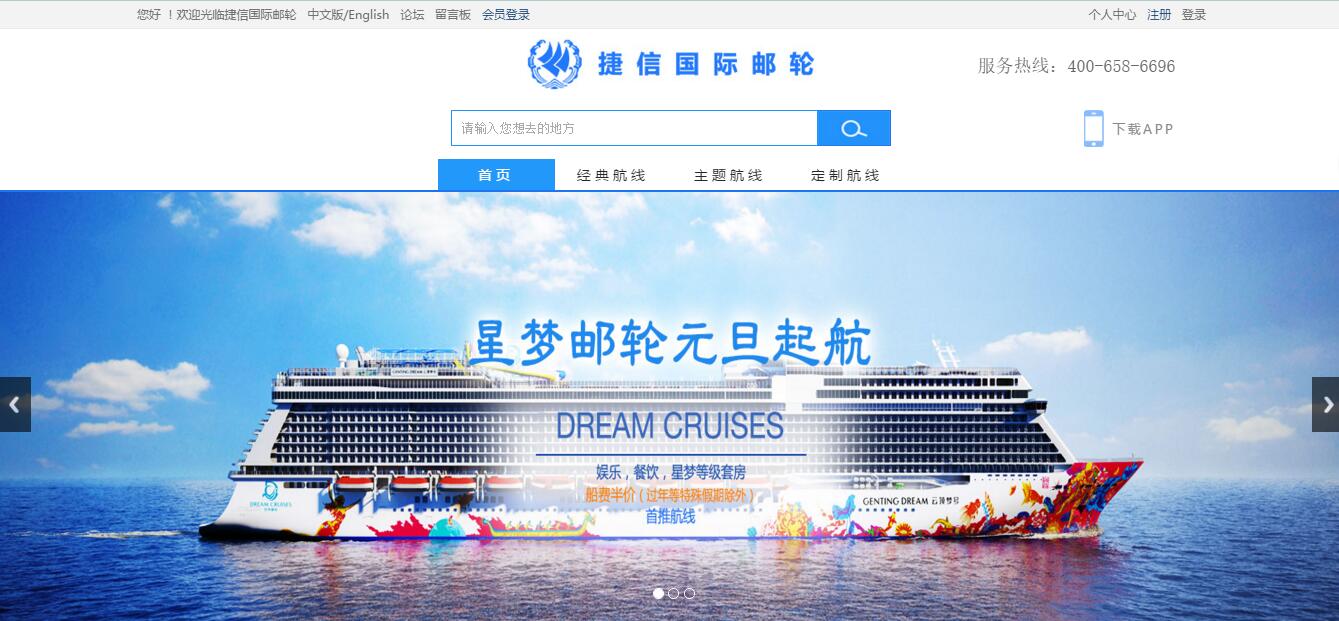 您好 ！欢迎光临捷信国际邮轮 中文版/English 论坛 留言板 会员登录 个人中心 注册 登录
捷信国际邮轮
服务热线：400-658-6696
请输入您想去的地方
下载APP
首页 经典航线 主题航线 定制航线
星梦邮轮元旦起航
DREAM CRUISES
娱乐，餐饮，星梦等级套房
船费半价（过年等特殊假期除外）
首推航线
DREAM CRUISES
GENTING DREAM 云顶梦号